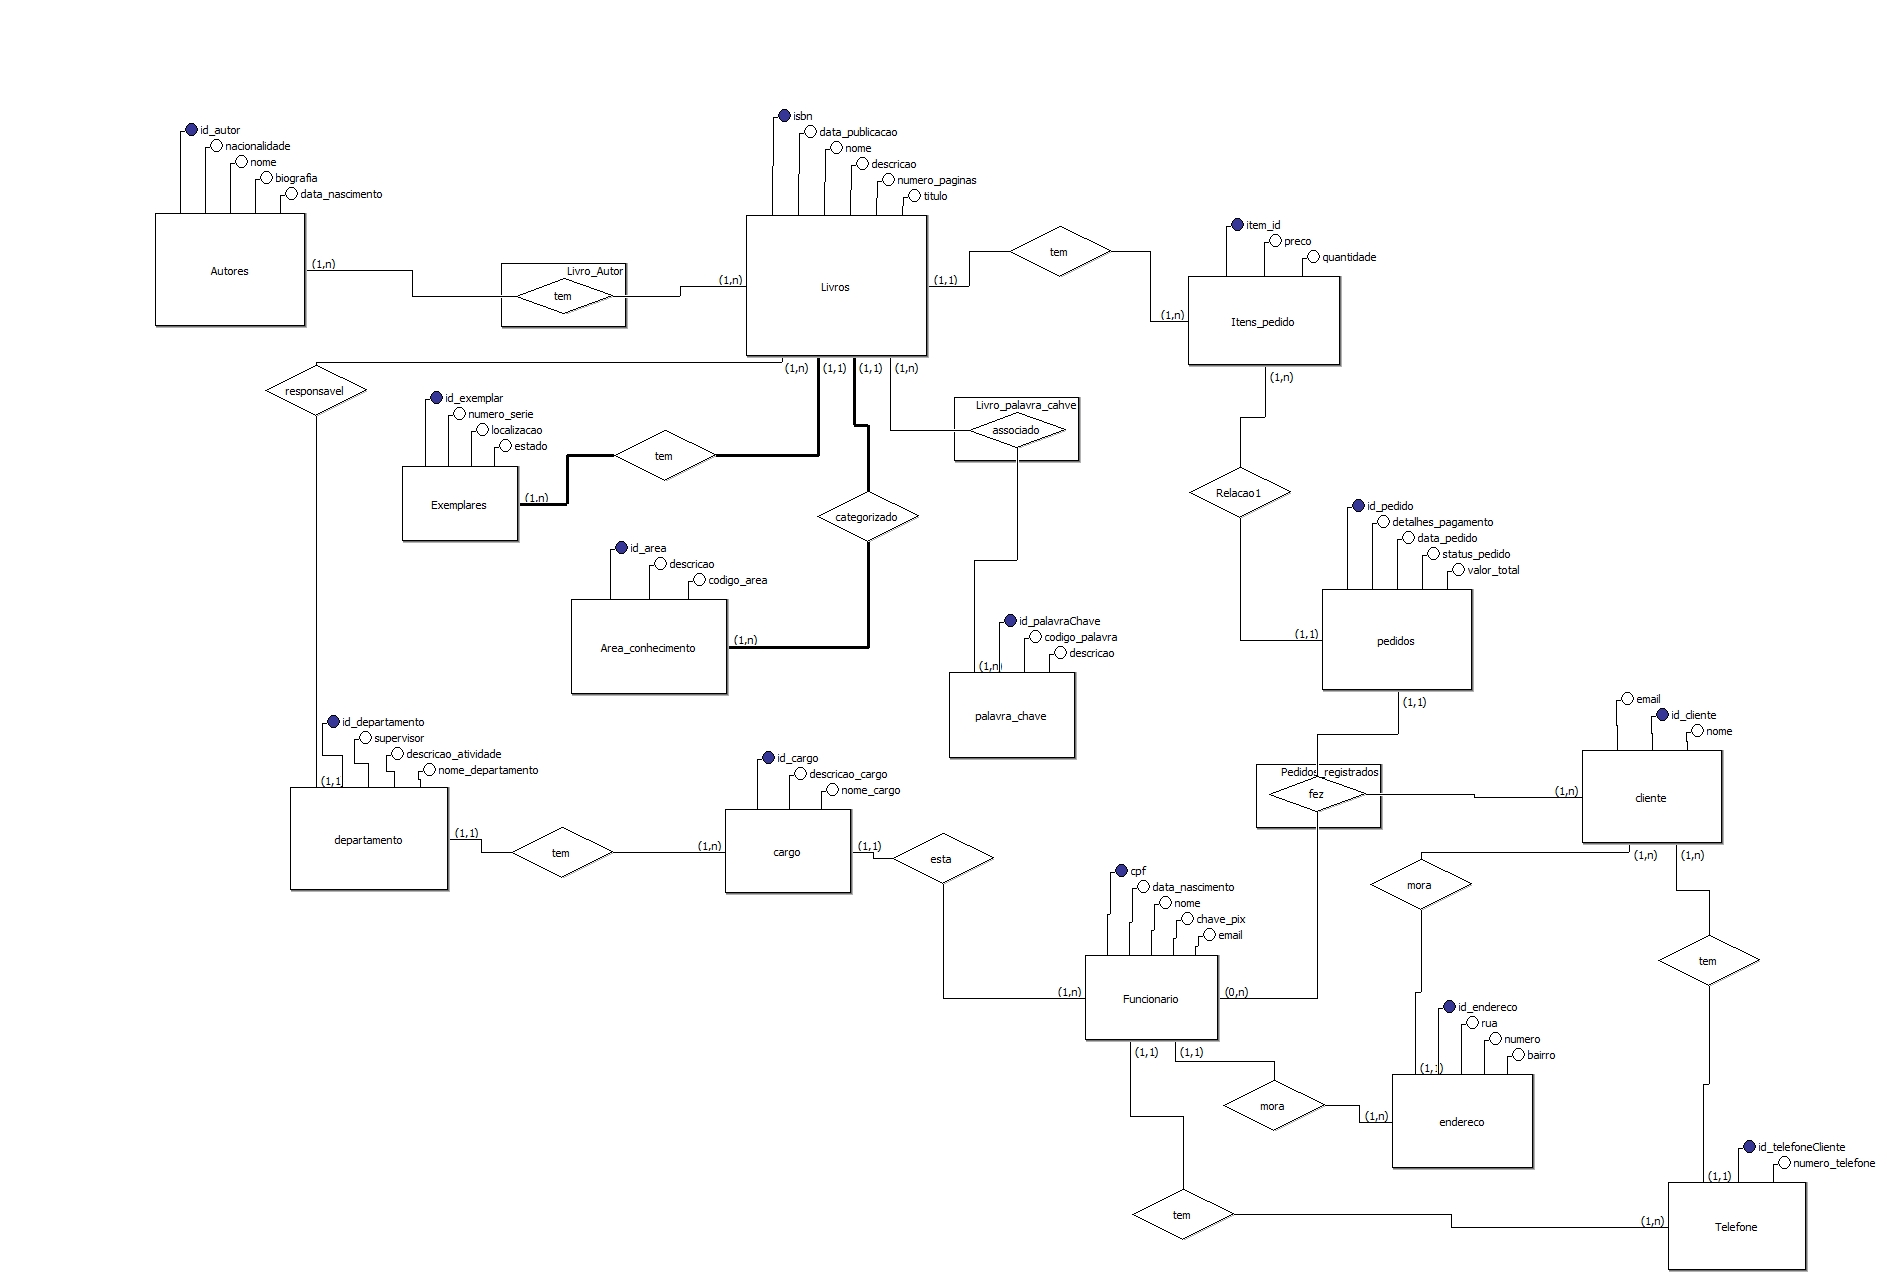 isbn
data_publicacao
nome
descricao
numero_paginas
titulo
id_autor
nacionalidade
nome
biografia
data_nascimento
Autores
(1,n)
Livro_Autor
tem
(1,n)
Livros
(1,1)
tem
item_id
preco
quantidade
(1,n)
Itens_pedido
(1,n)
(1,n)
(1,1)
(1,1)
(1,n)
responsavel
id_exemplar
numero_serie
localizacao
estado
Exemplares
(1,n)
tem
Livro_palavra_cahve
associado
categorizado
Relacao1
id_area
descricao
codigo_area
Area_conhecimento
(1,n)
id_pedido
detalhes_pagamento
data_pedido
status_pedido
valor_total
(1,1)
pedidos
(1,1)
id_palavraChave
codigo_palavra
descricao
(1,n)
palavra_chave
id_departamento
supervisor
descricao_atividade
nome_departamento
(1,1
departamento
(1,1)
tem
id_cargo
descricao_cargo
nome_cargo
(1,n)
cargo
(1,1)
esta
Pedidos_registrados
fez
email
id_cliente
nome
(1,n)
cliente
(1,n)
(1,n)
mora
tem
cpf
data_nascimento
nome
chave_pix
email
(1,n)
Funcionario
(0,n)
(1,1)
(1,1)
mora
id_endereco
rua
numero
bairro
(1,1)
(1,n)
endereco
tem
id_telefoneCliente
numero_telefone
(1,1)
(1,n)
Telefone